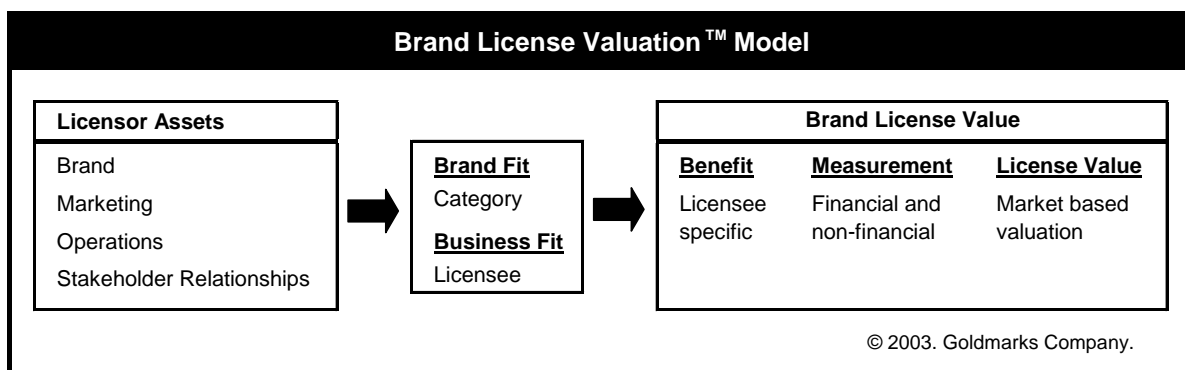 Brand License Valuation™ Model
Licensor Assets
Brand
Marketing
Operations
Stakeholder Relationships
Brand Fit
Category
Business Fit
Licensee
Brand License Value
Benefit
Licensee
specific
Measurement
Financial and
non-financial
License Value
Market based
valuation
© 2003. Goldmarks Company.